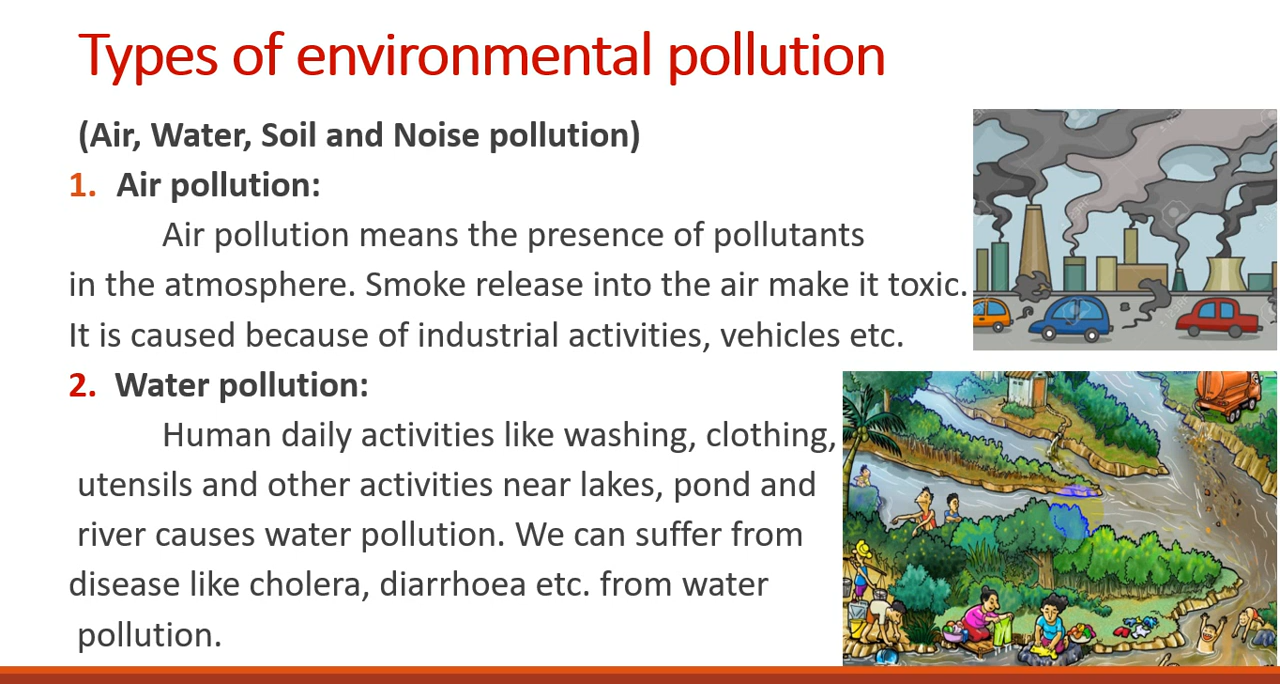 Types of environmental pollution
(Air, Water, Soil and Noise pollution)
1. Air pollution:
Air pollution means the presence of pollutants
in the atmosphere. Smoke release into the air make it toxic.
It is caused because of industrial activities, vehicles etc.
2. Water pollution:
Human daily activities like washing, clothing,
utensils and other activities near lakes, pond and
river causes water pollution. We can suffer from
disease like cholera, diarrhoea etc. from water
pollution.